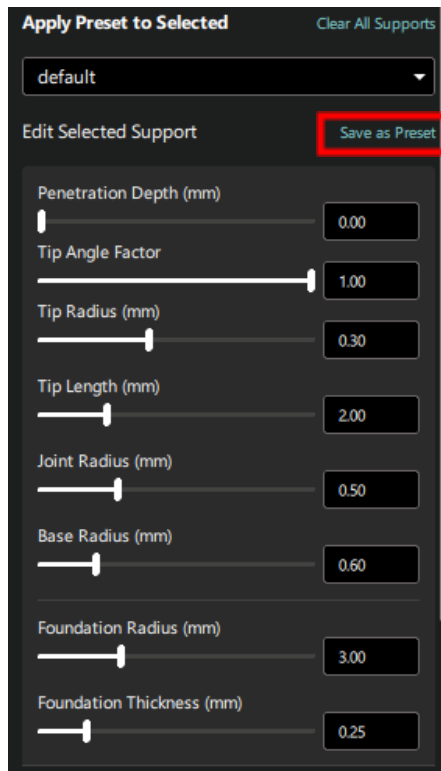 Apply Preset to Selected Clear All Supports
default
Edit Selected Support Save as Preset
Penetration Depth (mm)
0.00
Tip Angle Factor
1.00
Tip Radius (mm)
0.30
Tip Length (mm)
2.00
Joint Radius (mm)
0.50
Base Radius (mm)
0.60
Foundation Radius (mm)
3.00
Foundation Thickness (mm)
0.25